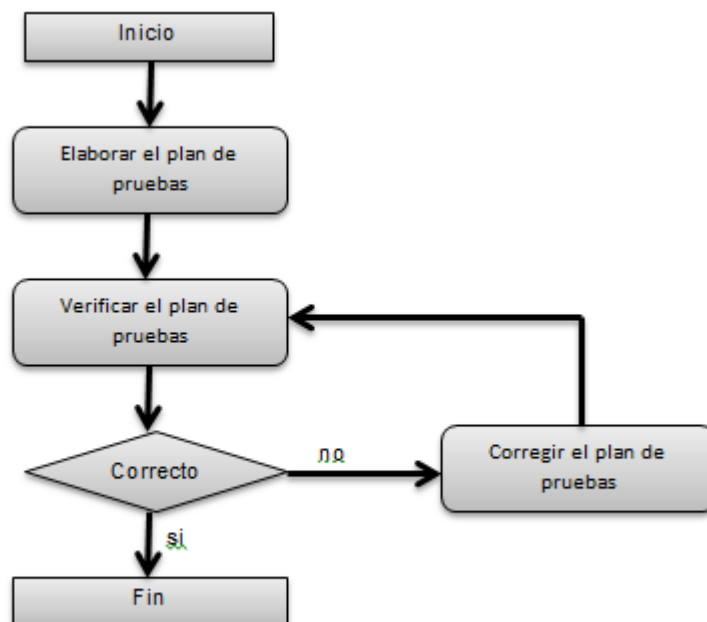 Inicio
Elaborar el plan de
pruebas
Verificar el plan de
pruebas
Correcto
no
Corregir el plan de
pruebas
si
Fin